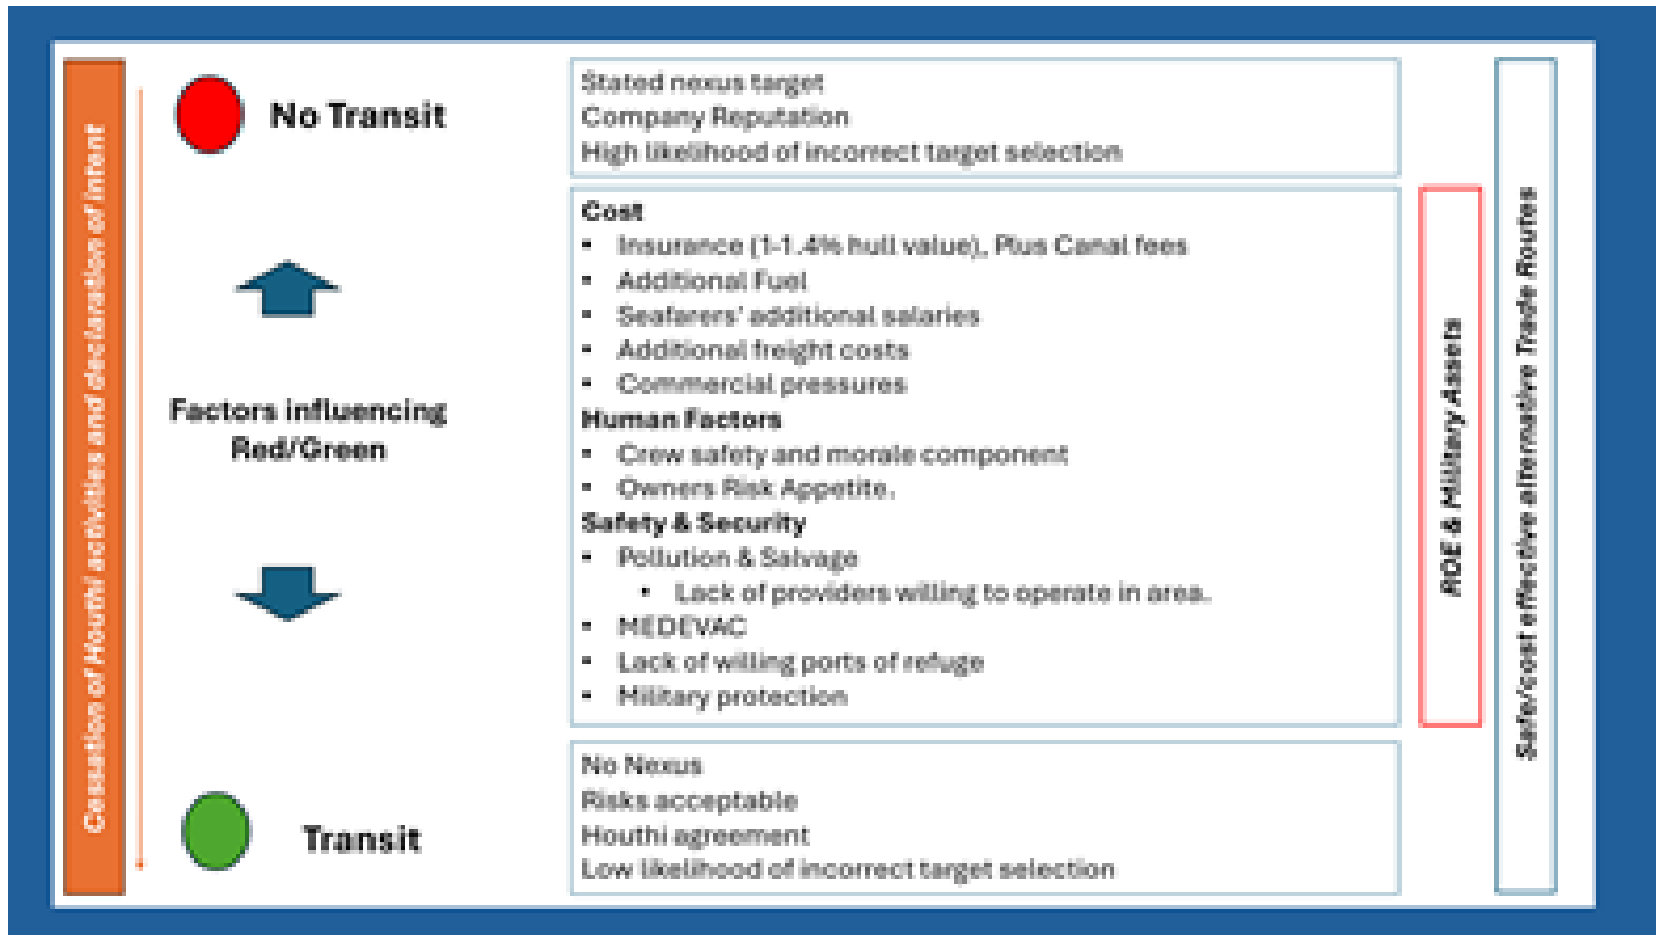 Cessation of Houthi activities and declaration of intent
No Transit
Factors influencing
Red/Green
Transit
Stated nexus target
Company Reputation
High likelihood of incorrect target selection
Cost
▪ Insurance (1-1.4% hull value), Plus Canal fees
▪ Additional Fuel
▪ Seafarers' additional salaries
▪ Additional freight costs
▪ Commercial pressures
Human Factors
▪ Crew safety and morale component
▪ Owners Risk Appetite.
Safety & Security
▪ Pollution & Salvage
▪ Lack of providers willing to operate in area.
▪ MEDEVAC
▪ Lack of willing ports of refuge
▪ Military protection
No Nexus
Risks acceptable
Houthi agreement
Low likelihood of incorrect target selection
ROE & Military Assets
Safe/cost effective alternative Trade Routes